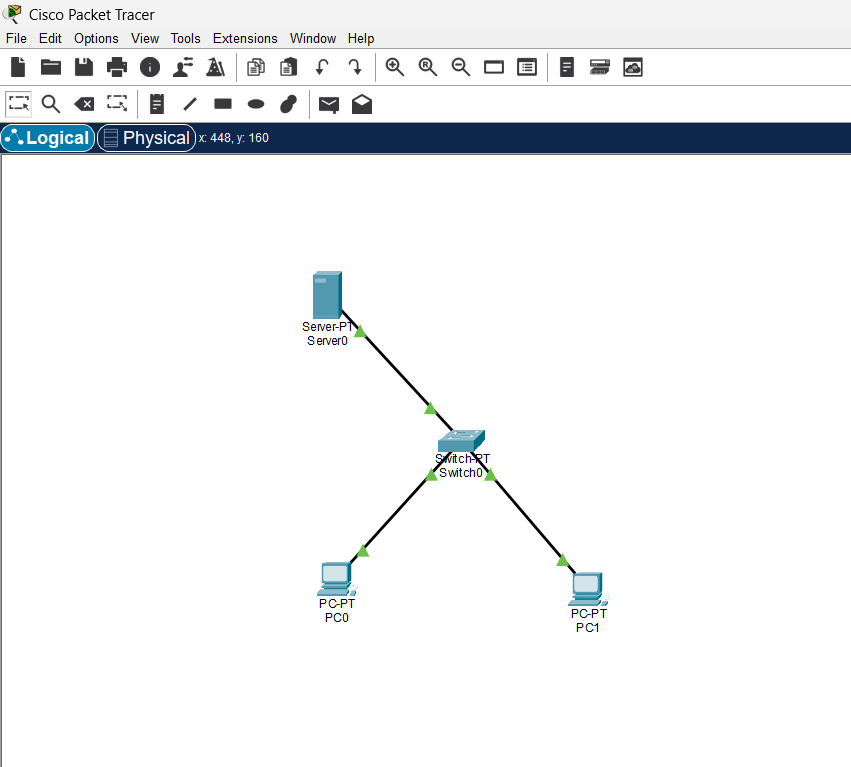 Cisco Packet Tracer
File Edit Options View Tools Extensions Window Help
Logical Physical x: 448, y: 160
Server-PT
Server0
Switch-PT
Switch0
PC-PT
PC0
PC-PT
PC1